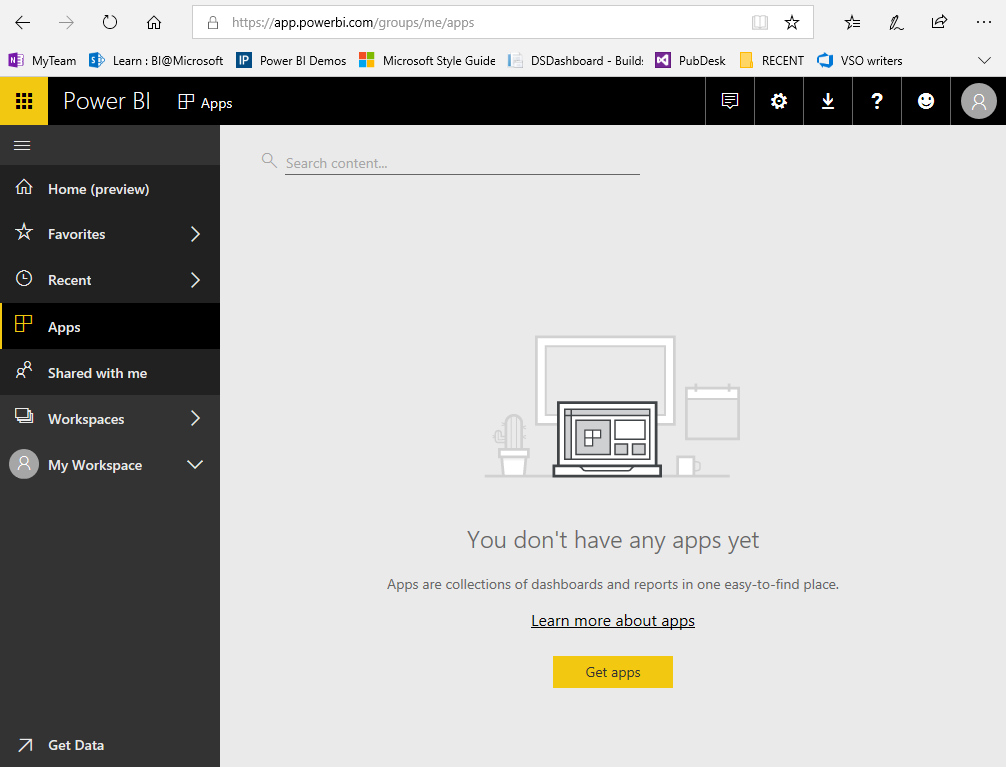 https://app.powerbi.com/groups/me/apps
MyTeam Learn : BI@Microsoft Power BI Demos Microsoft Style Guide DSDashboard - Build: PubDesk RECENT VSO writers
Power BI Apps
Search content...
Home (preview)
Favorites
Recent
Apps
Shared with me
Workspaces
My Workspace
You don't have any apps yet
Apps are collections of dashboards and reports in one easy-to-find place.
Learn more about apps
Get apps
Get Data